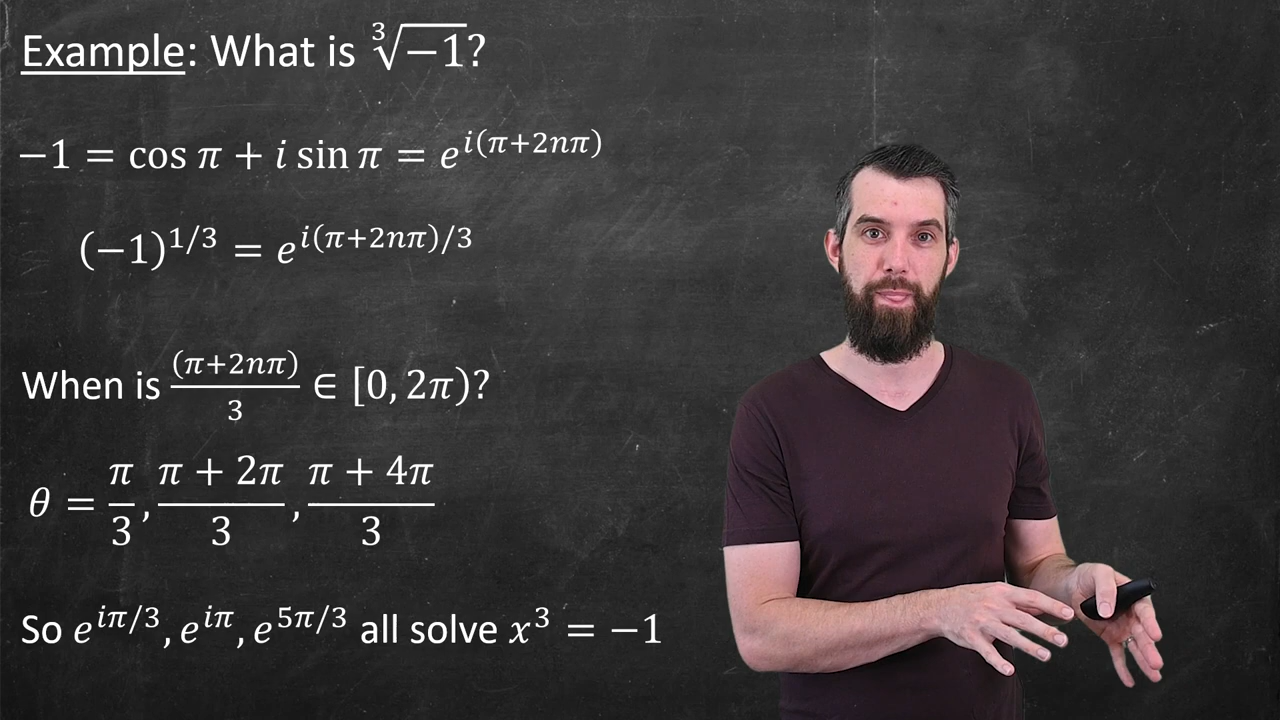 Example: What is ∛−1?
−1 = cos π + i sin π = e^{i(π+2nπ)}
(−1)^{1/3} = e^{i(π+2nπ)/3}
When is (π+2nπ)/3 ∈ [0, 2π)?
θ = π/3, (π + 2π)/3, (π + 4π)/3
So e^{iπ/3}, e^{iπ}, e^{5π/3} all solve x^3 = −1